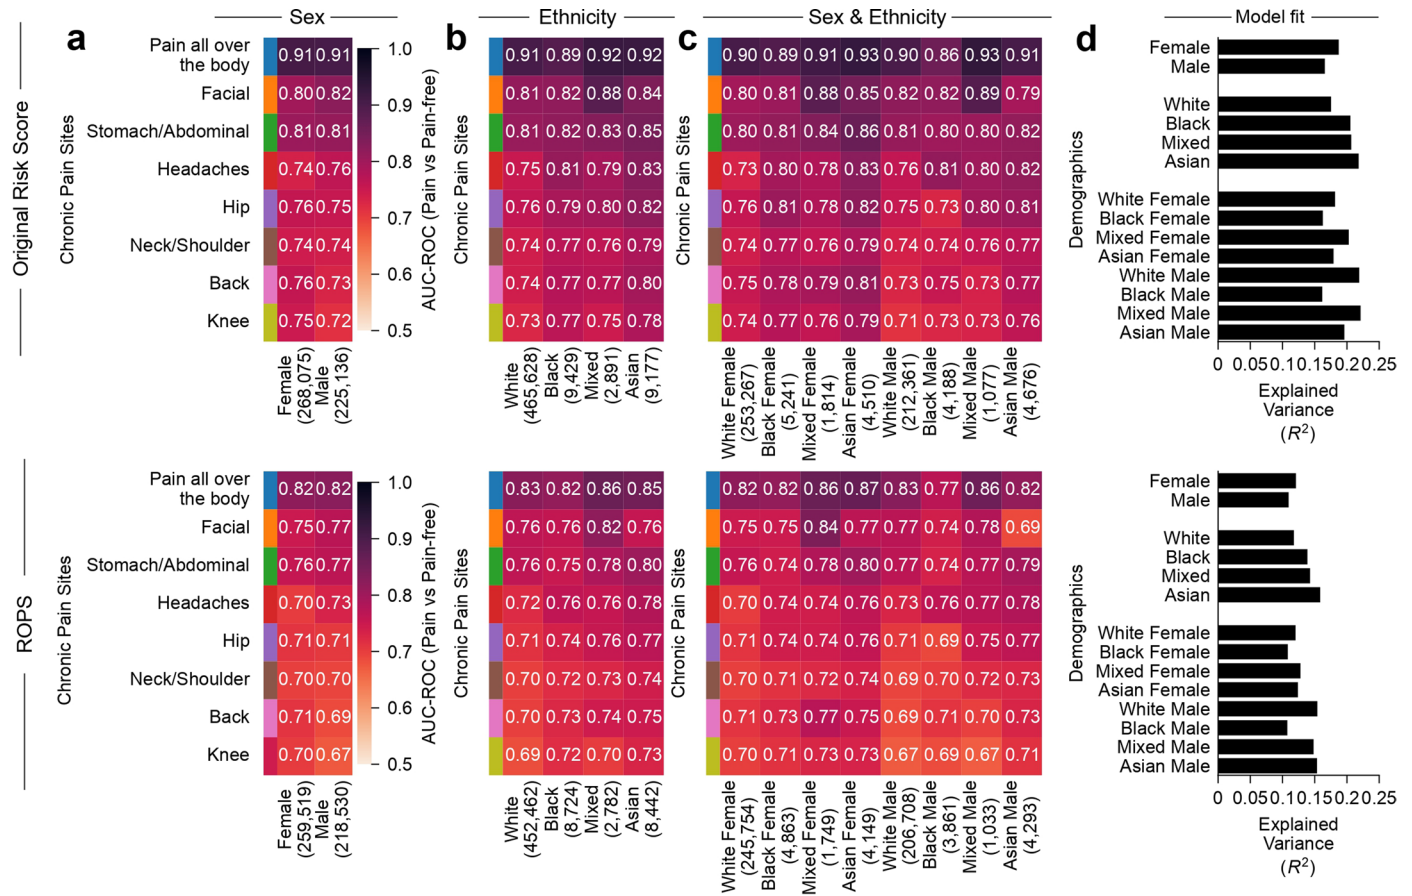 a
Sex
b
Ethnicity
c
Sex & Ethnicity
d
Model fit
Original Risk Score
Chronic Pain Sites
Pain all over
the body
Facial
Stomach/Abdominal
Headaches
Hip
Neck/Shoulder
Back
Knee
0.91 0.91
0.80 0.82
0.81 0.81
0.74 0.76
0.76 0.75
0.74 0.74
0.76 0.73
0.75 0.72
Female
(268,075)
Male
(225,136)
1.0
0.9
0.8
0.7
0.6
0.5
AUC-ROC (Pain vs Pain-free)
Chronic Pain Sites
0.91 0.89 0.92 0.92
0.81 0.82 0.88 0.84
0.81 0.82 0.83 0.85
0.75 0.81 0.79 0.83
0.76 0.79 0.80 0.82
0.74 0.77 0.76 0.79
0.74 0.77 0.77 0.80
0.73 0.77 0.75 0.78
White
(465,628)
Black
(9,429)
Mixed
(2,891)
Asian
(9,177)
Chronic Pain Sites
0.90 0.89 0.91 0.93 0.90 0.86 0.93 0.91
0.80 0.81 0.88 0.85 0.82 0.82 0.89 0.79
0.80 0.81 0.84 0.86 0.81 0.80 0.80 0.82
0.73 0.80 0.78 0.83 0.76 0.81 0.80 0.82
0.76 0.81 0.78 0.82 0.75 0.73 0.80 0.81
0.74 0.77 0.76 0.79 0.74 0.74 0.76 0.77
0.75 0.78 0.79 0.81 0.73 0.75 0.73 0.77
0.74 0.77 0.76 0.79 0.71 0.73 0.73 0.76
White Female
(253,267)
Black Female
(5,241)
Mixed Female
(1,814)
Asian Female
(4,510)
White Male
(212,361)
Black Male
(4,188)
Mixed Male
(1,077)
Asian Male
(4,676)
Demographics
Female
Male
White
Black
Mixed
Asian
White Female
Black Female
Mixed Female
Asian Female
White Male
Black Male
Mixed Male
Asian Male
0 0.05 0.15 0.20 0.25
Explained
Variance
(R²)
ROPS
Chronic Pain Sites
Pain all over
the body
Facial
Stomach/Abdominal
Headaches
Hip
Neck/Shoulder
Back
Knee
0.82 0.82
0.75 0.77
0.76 0.77
0.70 0.73
0.71 0.71
0.70 0.70
0.71 0.69
0.70 0.67
Female
(259,519)
Male
(218,530)
1.0
0.9
0.8
0.7
0.6
0.5
AUC-ROC (Pain vs Pain-free)
Chronic Pain Sites
0.83 0.82 0.86 0.85
0.76 0.76 0.82 0.76
0.76 0.75 0.78 0.80
0.72 0.76 0.76 0.78
0.71 0.74 0.76 0.77
0.70 0.72 0.73 0.74
0.70 0.73 0.74 0.75
0.69 0.72 0.70 0.73
White
(452,462)
Black
(8,724)
Mixed
(2,782)
Asian
(8,442)
Chronic Pain Sites
0.82 0.82 0.86 0.87 0.83 0.77 0.86 0.82
0.75 0.75 0.84 0.77 0.77 0.74 0.78 0.69
0.76 0.74 0.78 0.80 0.77 0.74 0.77 0.79
0.70 0.74 0.74 0.76 0.73 0.76 0.77 0.78
0.71 0.74 0.74 0.76 0.71 0.69 0.75 0.77
0.70 0.71 0.72 0.74 0.69 0.70 0.72 0.73
0.71 0.73 0.77 0.75 0.69 0.71 0.70 0.73
0.70 0.71 0.73 0.73 0.67 0.69 0.67 0.71
White Female
(245,754)
Black Female
(4,863)
Mixed Female
(1,749)
Asian Female
(4,149)
White Male
(206,708)
Black Male
(3,861)
Mixed Male
(1,033)
Asian Male
(4,293)
Demographics
Female
Male
White
Black
Mixed
Asian
White Female
Black Female
Mixed Female
Asian Female
White Male
Black Male
Mixed Male
Asian Male
0 0.05 0.15 0.20 0.25
Explained
Variance
(R²)